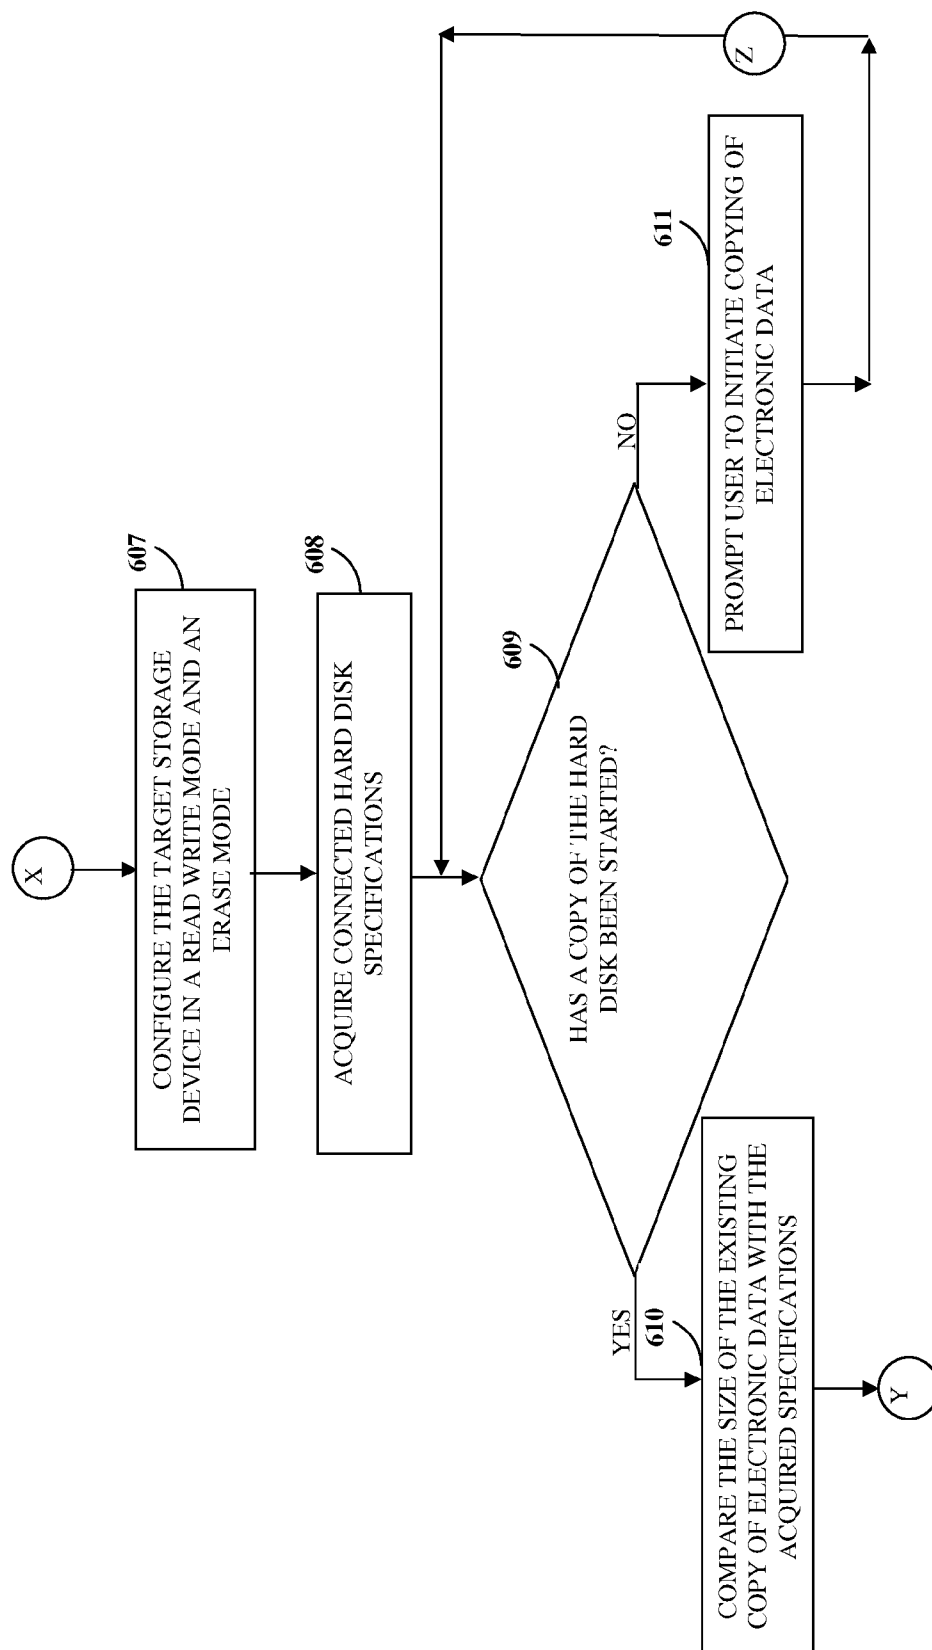 X
607
CONFIGURE THE TARGET STORAGE
DEVICE IN A READ WRITE MODE AND AN
ERASE MODE
608
ACQUIRE CONNECTED HARD DISK
SPECIFICATIONS
609
HAS A COPY OF THE HARD
DISK BEEN STARTED?
YES
NO
610
COMPARE THE SIZE OF THE EXISTING
COPY OF ELECTRONIC DATA WITH THE
ACQUIRED SPECIFICATIONS
611
PROMPT USER TO INITIATE COPYING OF
ELECTRONIC DATA
Y
Z